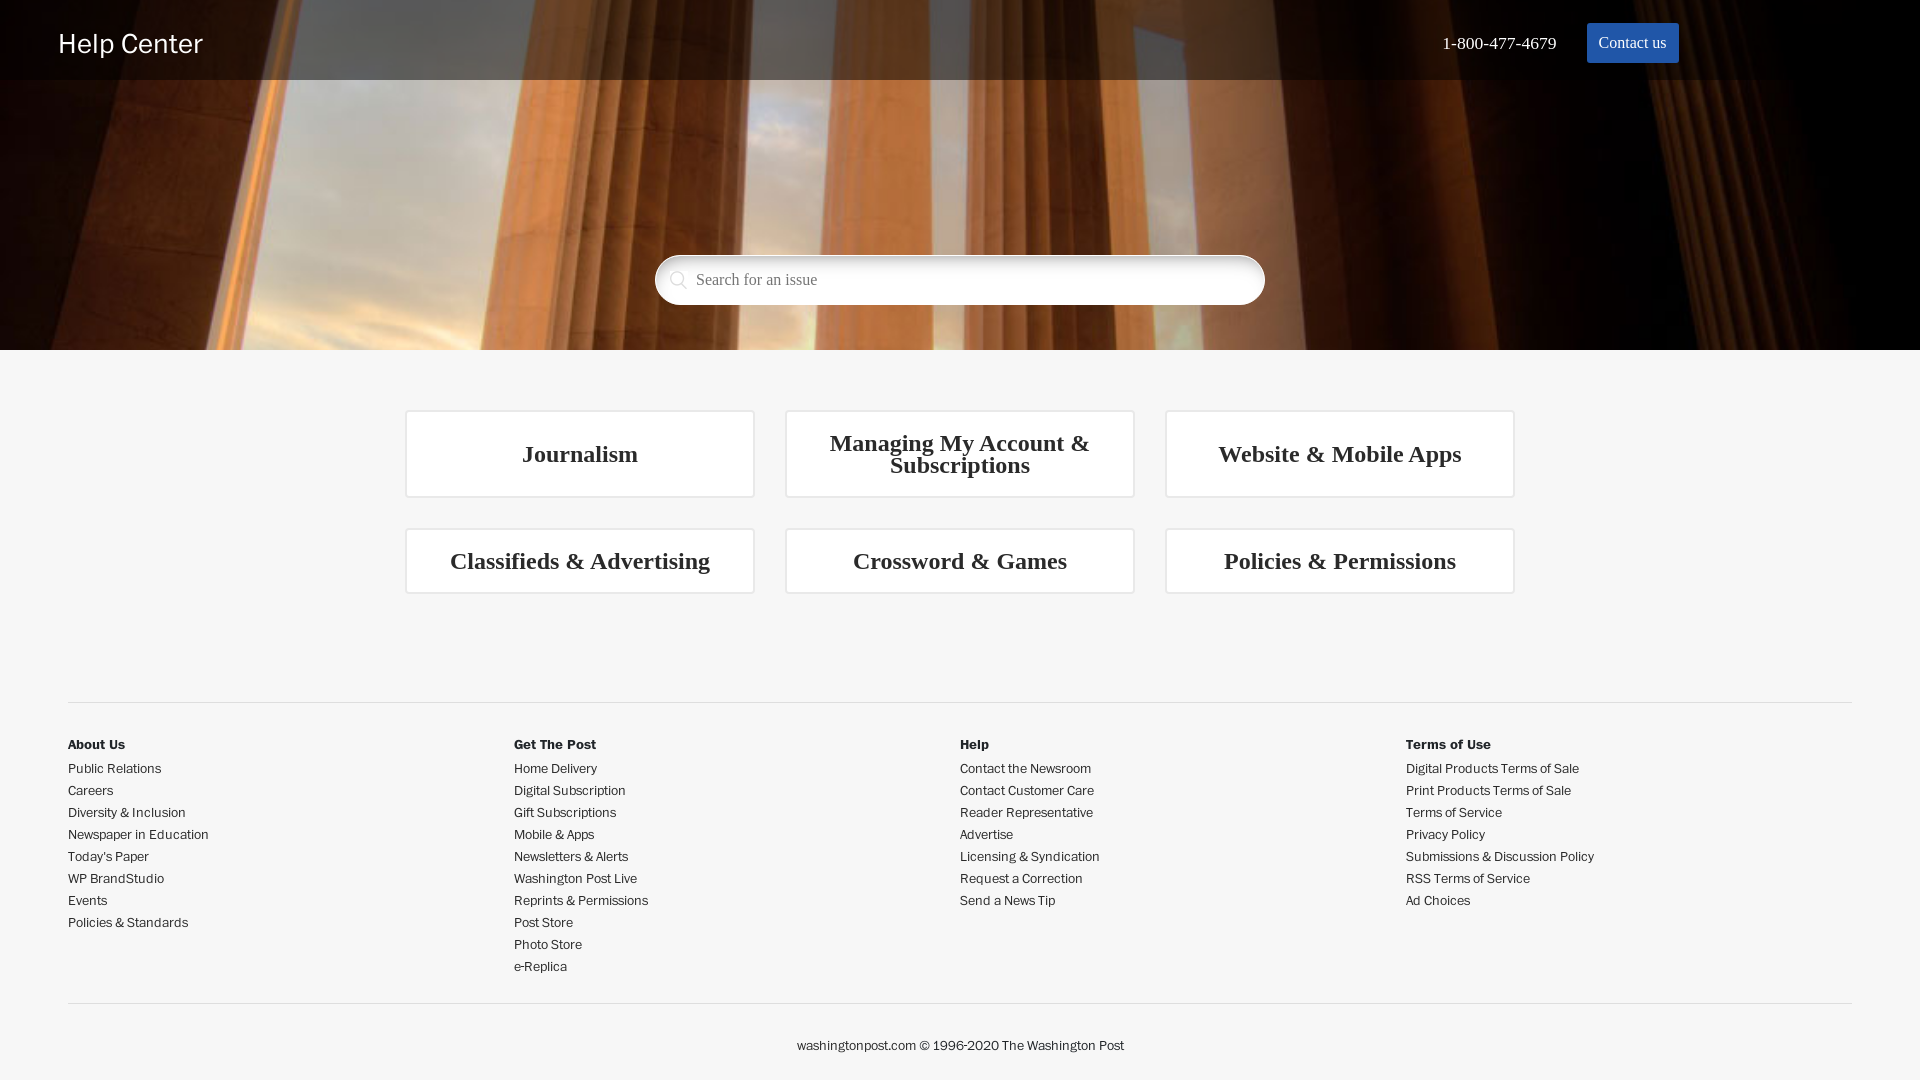 Help Center
1-800-477-4679
Contact us
Search for an issue
Journalism
Managing My Account &
Subscriptions
Website & Mobile Apps
Classifieds & Advertising
Crossword & Games
Policies & Permissions
About Us
Public Relations
Careers
Diversity & Inclusion
Newspaper in Education
Today's Paper
WP BrandStudio
Events
Policies & Standards
Get The Post
Home Delivery
Digital Subscription
Gift Subscriptions
Mobile & Apps
Newsletters & Alerts
Washington Post Live
Reprints & Permissions
Post Store
Photo Store
e-Replica
Help
Contact the Newsroom
Contact Customer Care
Reader Representative
Advertise
Licensing & Syndication
Request a Correction
Send a News Tip
Terms of Use
Digital Products Terms of Sale
Print Products Terms of Sale
Terms of Service
Privacy Policy
Submissions & Discussion Policy
RSS Terms of Service
Ad Choices
washingtonpost.com © 1996-2020 The Washington Post